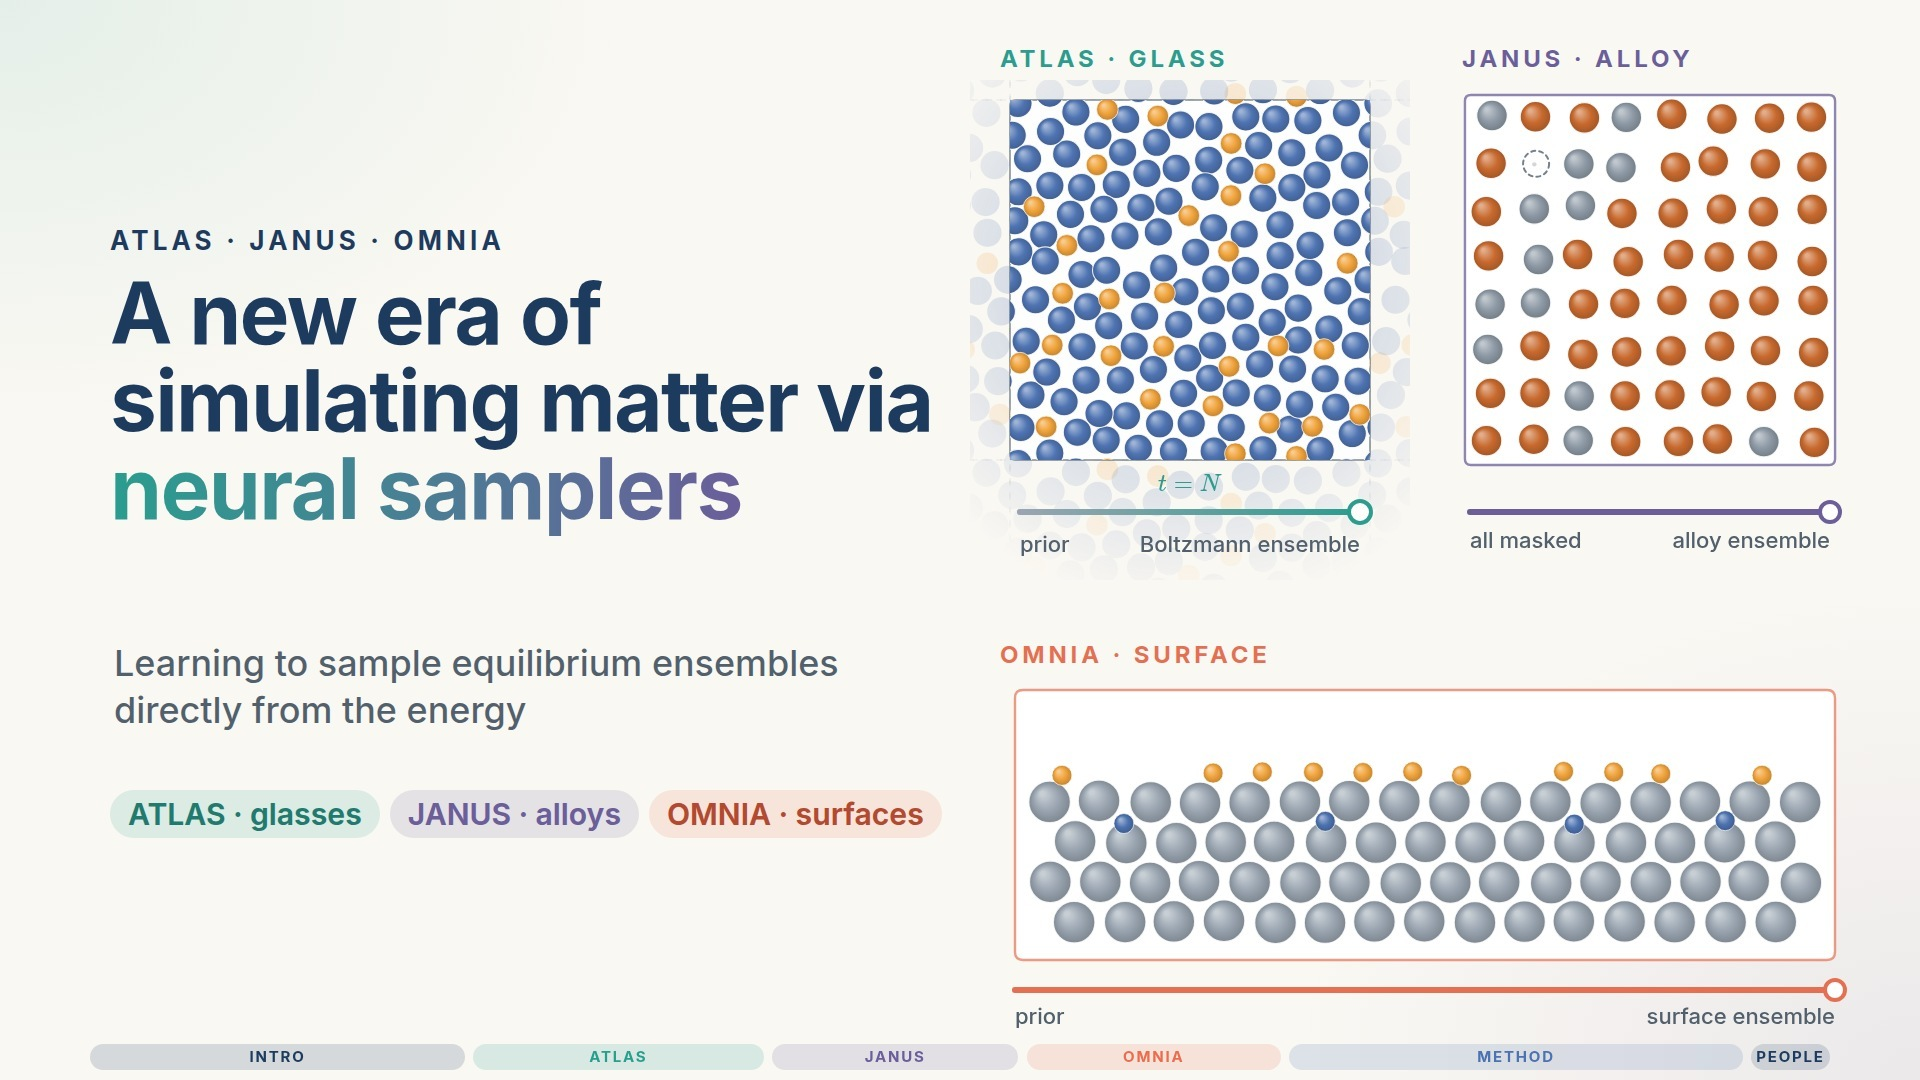 ATLAS · JANUS · OMNIA
A new era of
simulating matter via
neural samplers
Learning to sample equilibrium ensembles
directly from the energy
ATLAS · glasses
JANUS · alloys
OMNIA · surfaces
ATLAS · GLASS
t = N
prior
Boltzmann ensemble
JANUS · ALLOY
all masked
alloy ensemble
OMNIA · SURFACE
prior
surface ensemble
INTRO
ATLAS
JANUS
OMNIA
METHOD
PEOPLE